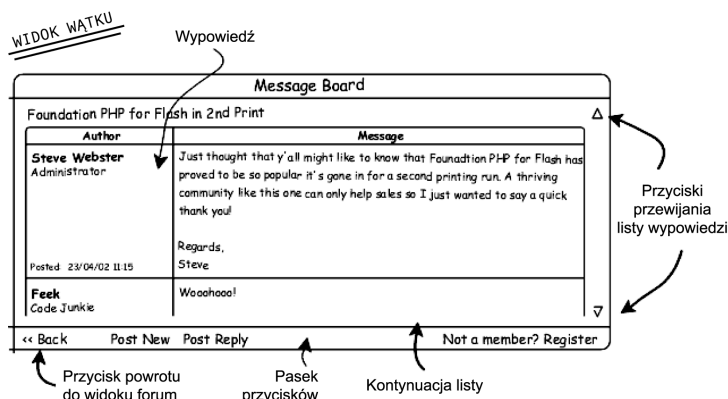 WIDOK WĄTKU
Wypowiedź
Message Board
Foundation PHP for Flash in 2nd Print
Author
Message
Steve Webster
Administrator
Posted: 23/04/02 11:15
Just thought that y'all might like to know that Founadtion PHP for Flash has
proved to be so popular it's gone in for a second printing run. A thriving
community like this one can only help sales so I just wanted to say a quick
thank you!
Regards,
Steve
Feek
Code Junkie
Wooohooo!
<< Back
Post New
Post Reply
Not a member? Register
Przyciski
przewijania
listy wypowiedzi
Przycisk powrotu
do widoku forum
Pasek
przycisków
Kontynuacja listy